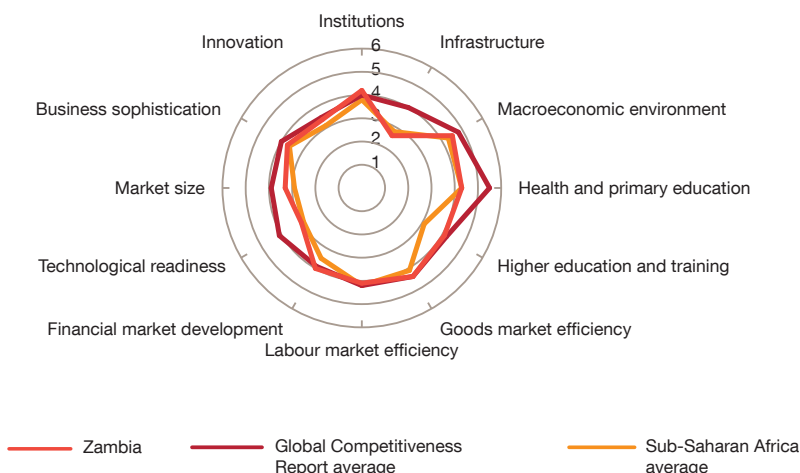 Institutions
Innovation
Infrastructure
6
5
4
3
2
1
Business sophistication
Macroeconomic environment
Market size
Health and primary education
Technological readiness
Higher education and training
Financial market development
Goods market efficiency
Labour market efficiency
Zambia
Global Competitiveness
Report average
Sub-Saharan Africa
average